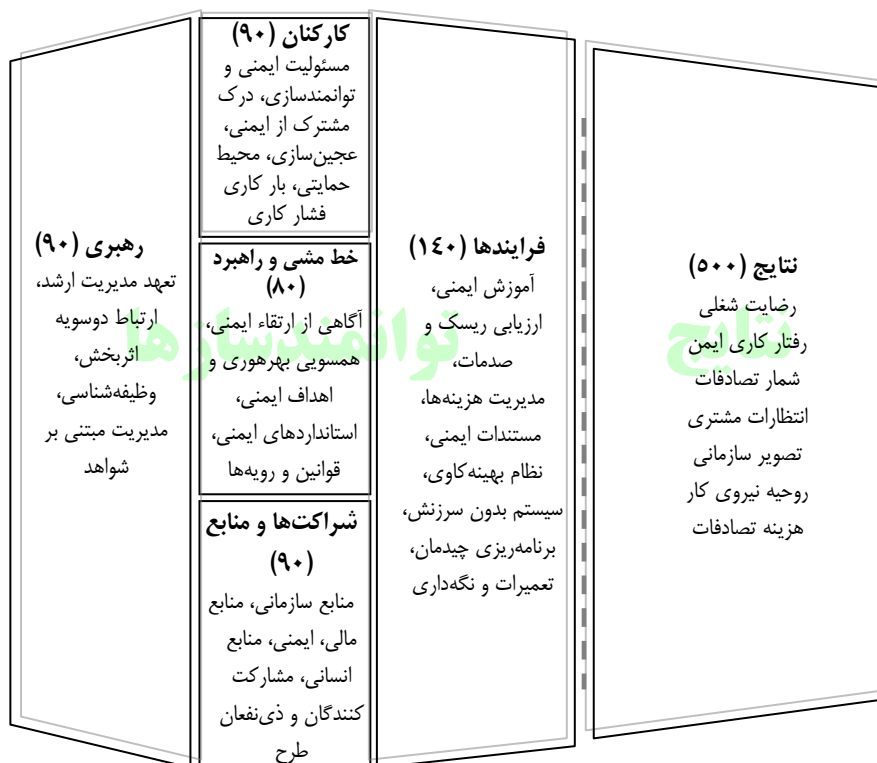 رهبری (۹۰)
تعهد مدیریت ارشد،
ارتباط دوسویه
اثربخش،
وظیفه‌شناسی،
مدیریت مبتنی بر
شواهد
کارکنان (۹۰)
مسئولیت ایمنی و
توانمندسازی، درک
مشترک از ایمنی،
عجین‌سازی، محیط
حمایتی، بار کاری
فشار کاری
خط مشی و راهبرد
(۸۰)
آگاهی از ارتقاء ایمنی،
همسویی بهرهوری و
اهداف ایمنی،
استانداردهای ایمنی،
قوانین و رویه‌ها
شراکت‌ها و منابع
(۹۰)
منابع سازمانی، منابع
مالی، ایمنی، منابع
انسانی، مشارکت
کنندگان و ذی‌نفعان
طرح
فرایندها (۱٤۰)
آموزش ایمنی،
ارزیابی ریسک و
صدمات،
مدیریت هزینه‌ها،
مستندات ایمنی،
نظام بهینه‌کاوی،
سیستم بدون سرزنش،
برنامه‌ریزی چیدمان،
تعمیرات و نگه‌داری
نتایج (٥۰۰)
رضایت شغلی
رفتار کاری ایمن
شمار تصادفات
انتظارات مشتری
تصویر سازمانی
روحیه نیروی کار
هزینه تصادفات
توانمندسازها
نتایج